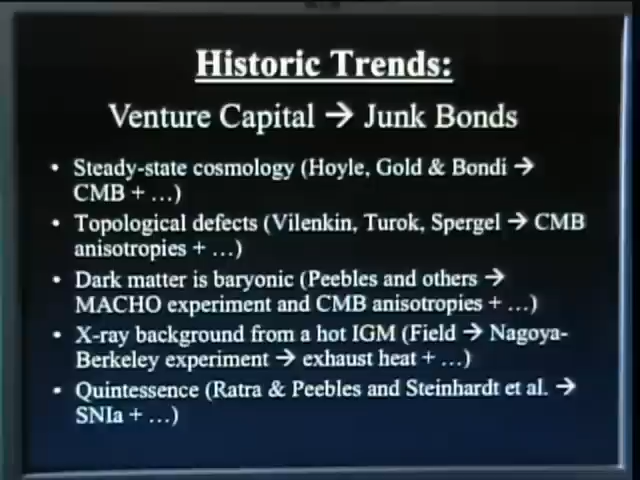 Historic Trends:
Venture Capital → Junk Bonds
• Steady-state cosmology (Hoyle, Gold & Bondi →
CMB + …)
• Topological defects (Vilenkin, Turok, Spergel → CMB
anisotropies + …)
• Dark matter is baryonic (Peebles and others →
MACHO experiment and CMB anisotropies + …)
• X-ray background from a hot IGM (Field → Nagoya-
Berkeley experiment → exhaust heat + …)
• Quintessence (Ratra & Peebles and Steinhardt et al. →
SNIa + …)